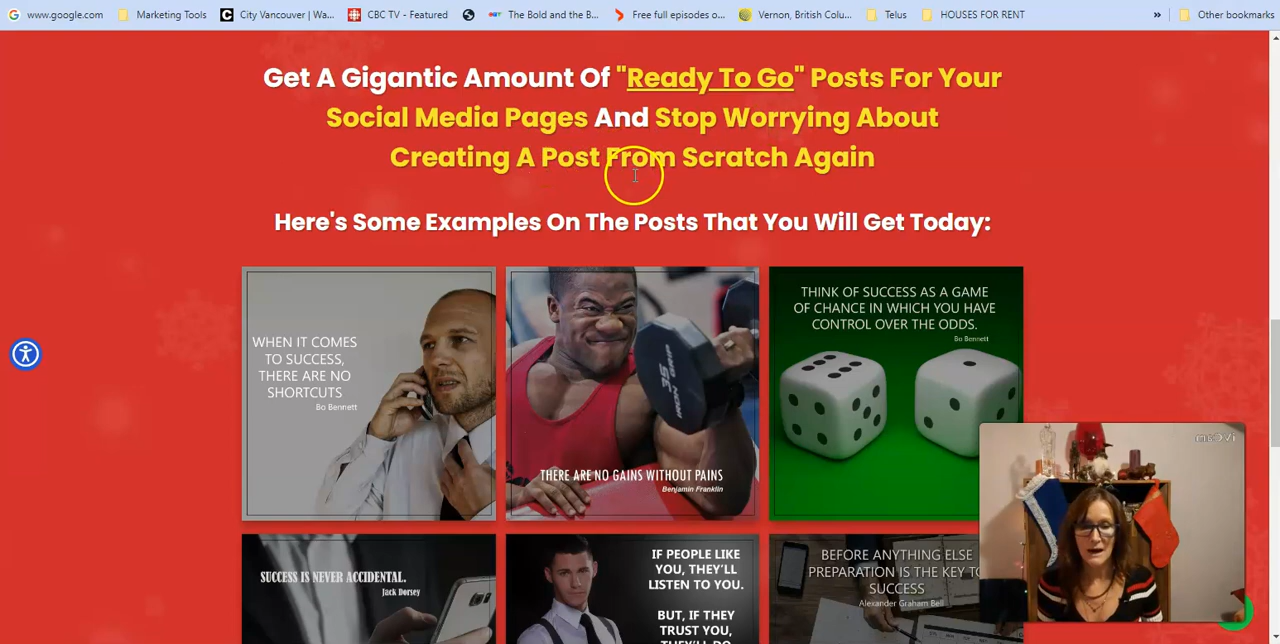 www.google.com
Marketing Tools
City Vancouver | Wa...
CBC TV - Featured
The Bold and the B...
Free full episodes o...
Vernon, British Colu...
Telus
HOUSES FOR RENT
»
Other bookmarks
Get A Gigantic Amount Of "Ready To Go" Posts For Your
Social Media Pages And Stop Worrying About
Creating A Post From Scratch Again
Here's Some Examples On The Posts That You Will Get Today:
WHEN IT COMES
TO SUCCESS,
THERE ARE NO
SHORTCUTS
Bo Bennett
35
IRON GRIP
THERE ARE NO GAINS WITHOUT PAINS
Benjamin Franklin
THINK OF SUCCESS AS A GAME
OF CHANCE IN WHICH YOU HAVE
CONTROL OVER THE ODDS.
Bo Bennett
SUCCESS IS NEVER ACCIDENTAL.
Jack Dorsey
IF PEOPLE LIKE
YOU, THEY'LL
LISTEN TO YOU.
BUT, IF THEY
TRUST YOU,
THEY'LL DO
BEFORE ANYTHING ELSE
PREPARATION IS THE KEY TO
SUCCESS
Alexander Graham Bell